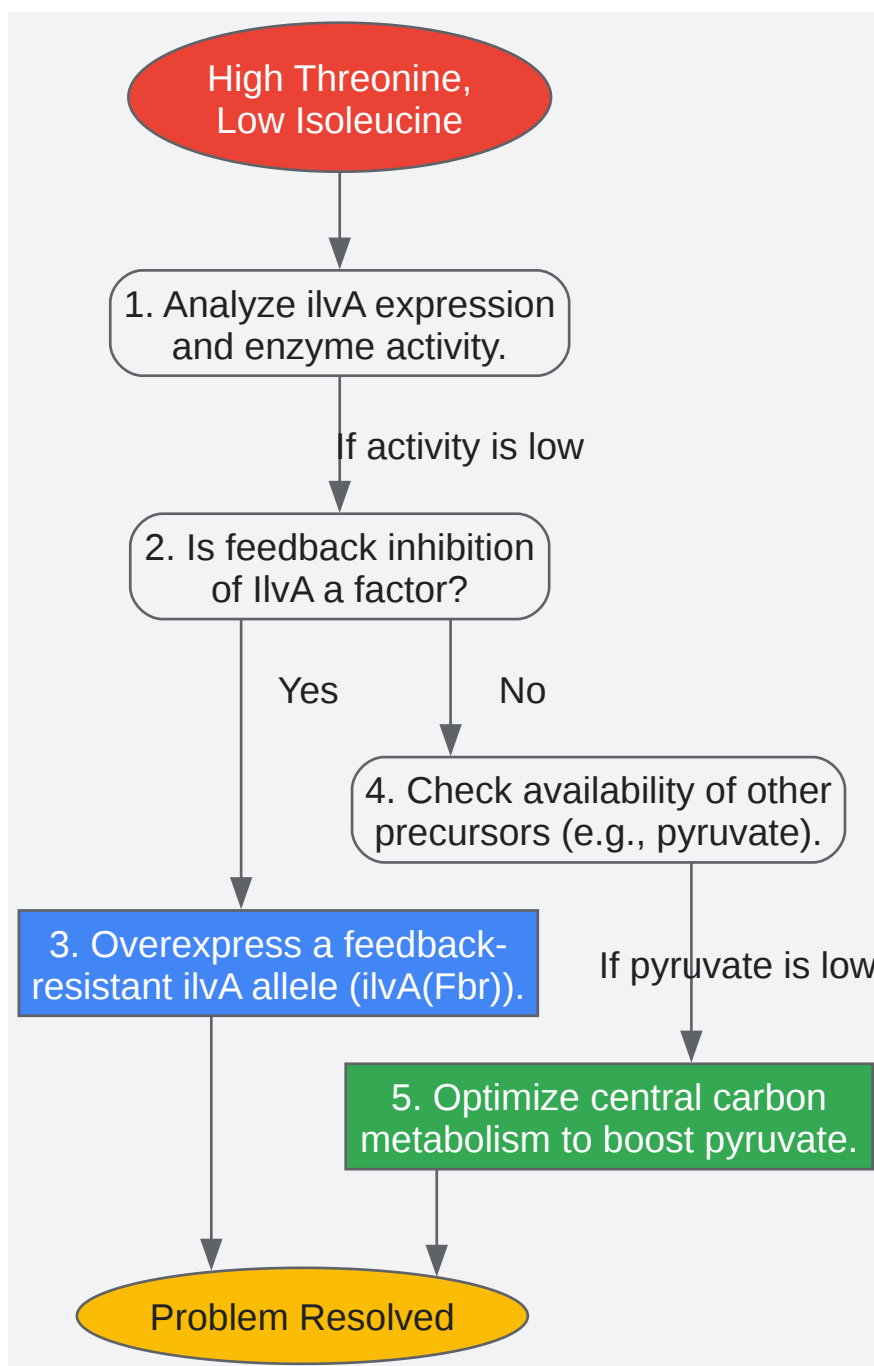 High Threonine,
Low Isoleucine
1. Analyze ilvA expression
and enzyme activity.
If activity is low
2. Is feedback inhibition
of IlvA a factor?
Yes
No
4. Check availability of other
precursors (e.g., pyruvate).
3. Overexpress a feedback-
resistant ilvA allele (ilvA(Fbr)).
If pyruvate is low
5. Optimize central carbon
metabolism to boost pyruvate.
Problem Resolved